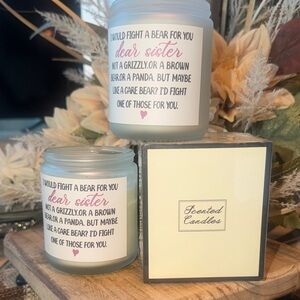 I WOULD FIGHT A BEAR FOR YOU
dear sister
NOT A GRIZZLY,OR A BROWN
BEAR,OR A PANDA. BUT MAYBE
LIKE A CARE BEAR? I'D FIGHT
ONE OF THOSE FOR YOU.
I WOULD FIGHT A BEAR FOR YOU
dear sister
NOT A GRIZZLY,OR A BROWN
BEAR,OR A PANDA. BUT MAYBE
LIKE A CARE BEAR? I'D FIGHT
ONE OF THOSE FOR YOU.
Scented
Candles